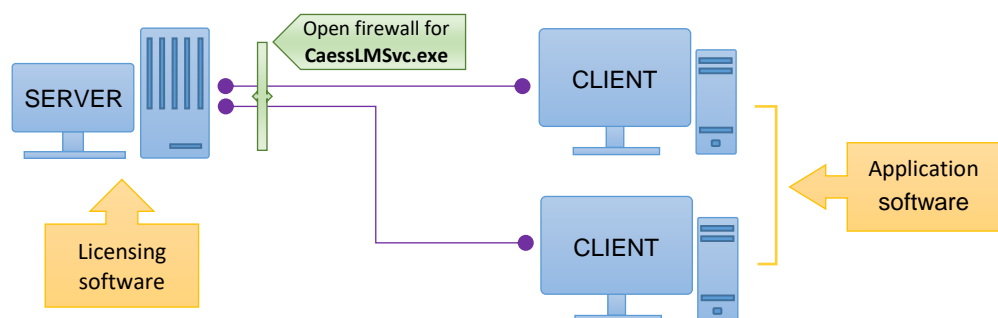 Open firewall for
CaessLMSvc.exe
SERVER
CLIENT
Application
software
CLIENT
Licensing
software